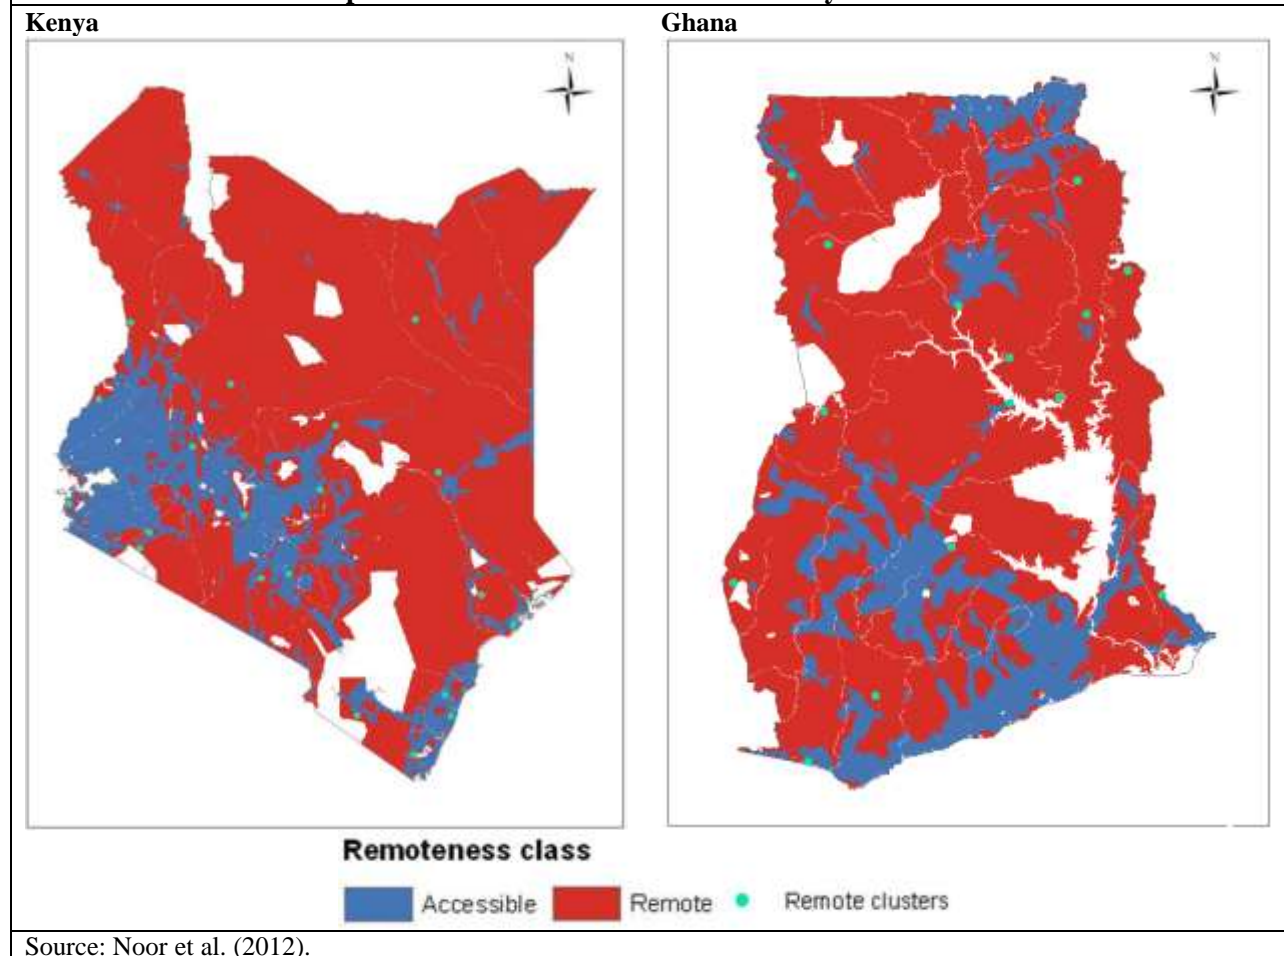 Kenya
Ghana
N
N
Remoteness class
Accessible
Remote
Remote clusters
Source: Noor et al. (2012).